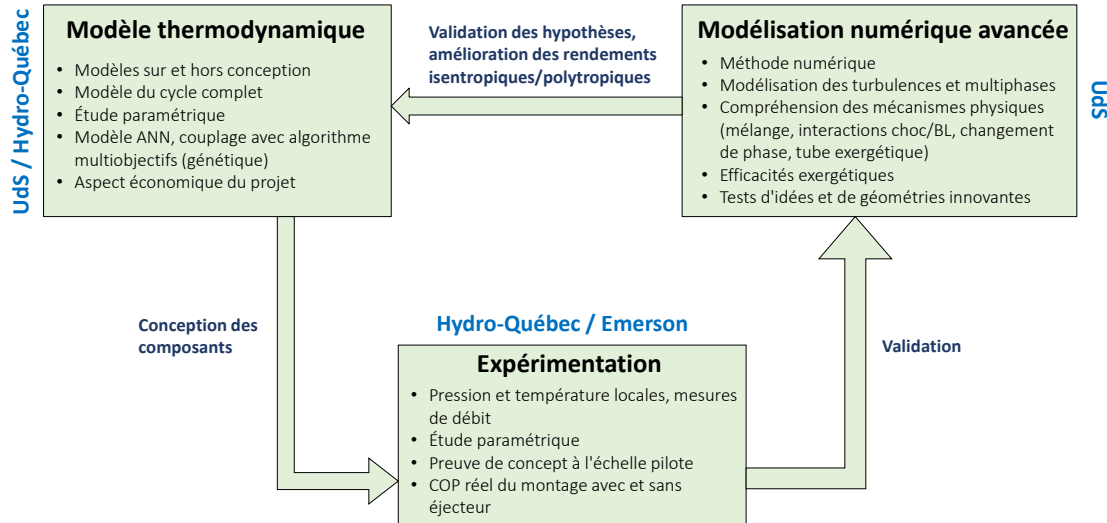 UdS / Hydro-Québec
Modèle thermodynamique
• Modèles sur et hors conception
• Modèle du cycle complet
• Étude paramétrique
• Modèle ANN, couplage avec algorithme
multiobjectifs (génétique)
• Aspect économique du projet
Validation des hypothèses,
amélioration des rendements
isentropiques/polytropiques
Modélisation numérique avancée
• Méthode numérique
• Modélisation des turbulences et multiphases
• Compréhension des mécanismes physiques
(mélange, interactions choc/BL, changement
de phase, tube exergétique)
• Efficacités exergétiques
• Tests d'idées et de géométries innovantes
UdS
Conception des
composants
Hydro-Québec / Emerson
Expérimentation
• Pression et température locales, mesures
de débit
• Étude paramétrique
• Preuve de concept à l'échelle pilote
• COP réel du montage avec et sans
éjecteur
Validation